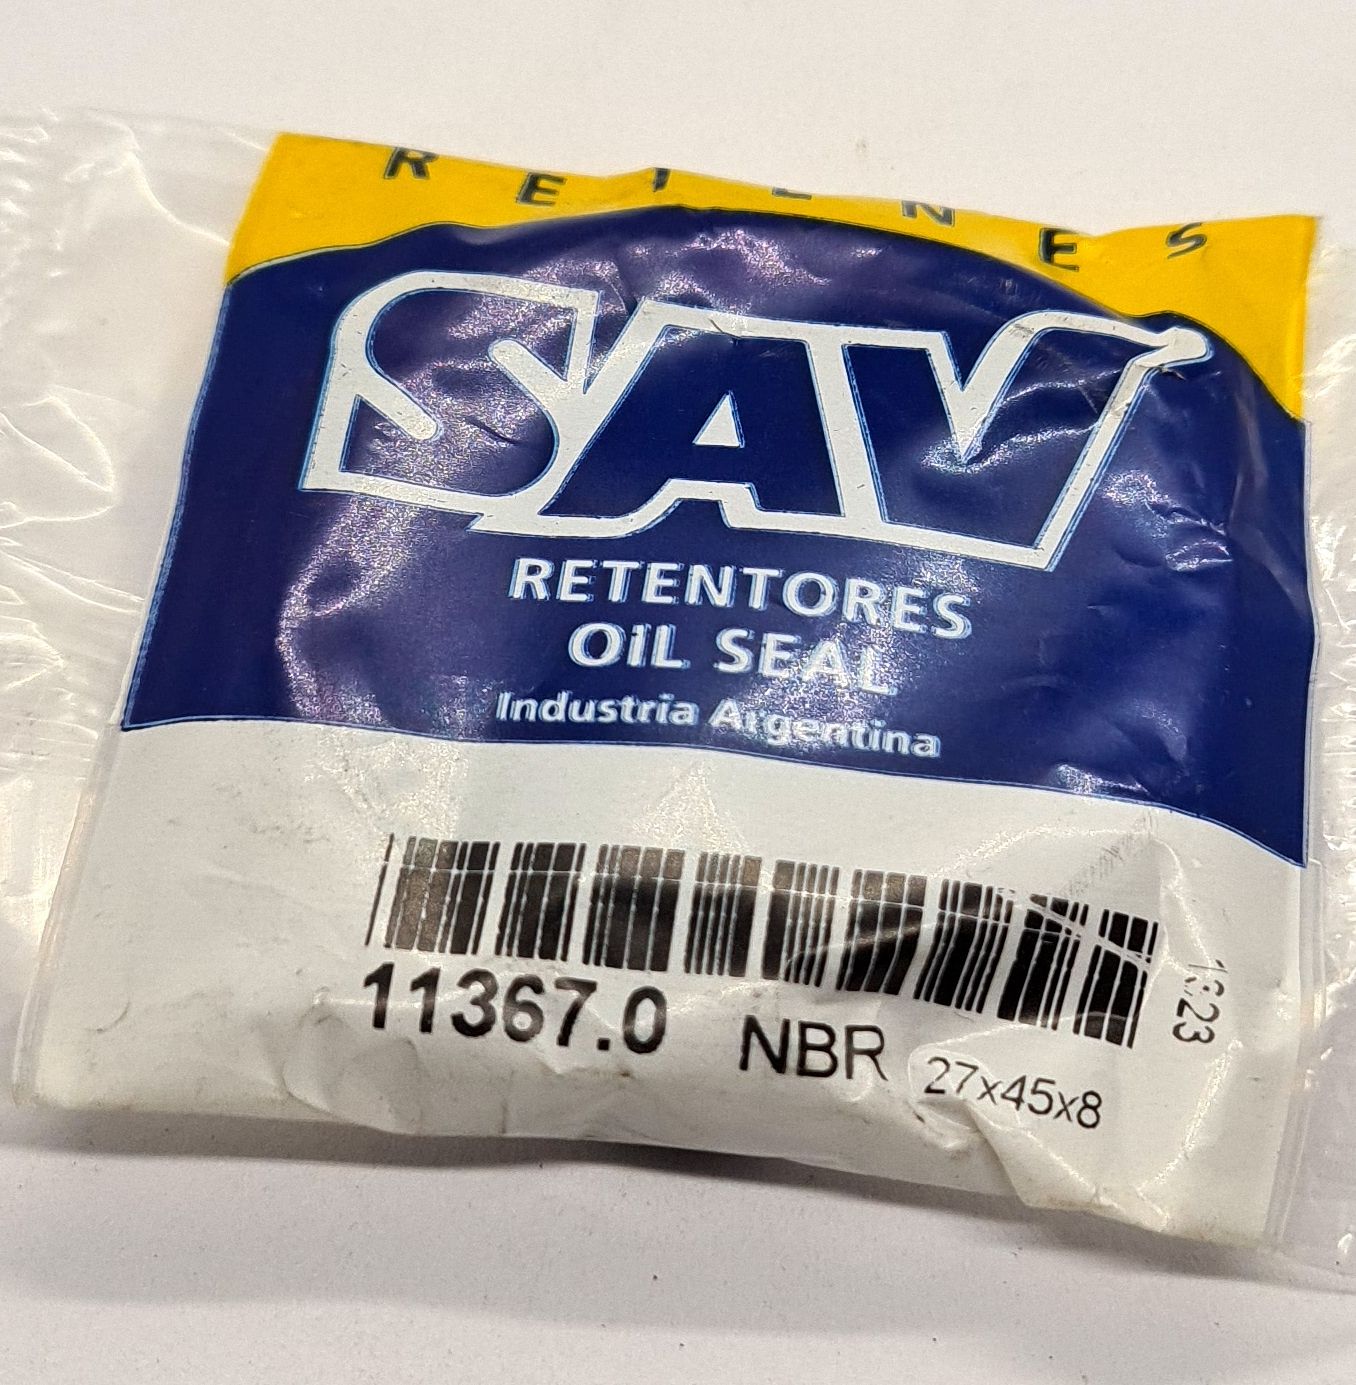 RETENES
SAV
RETENTORES
OIL SEAL
Industria Argentina
11367.0 NBR 27x45x8